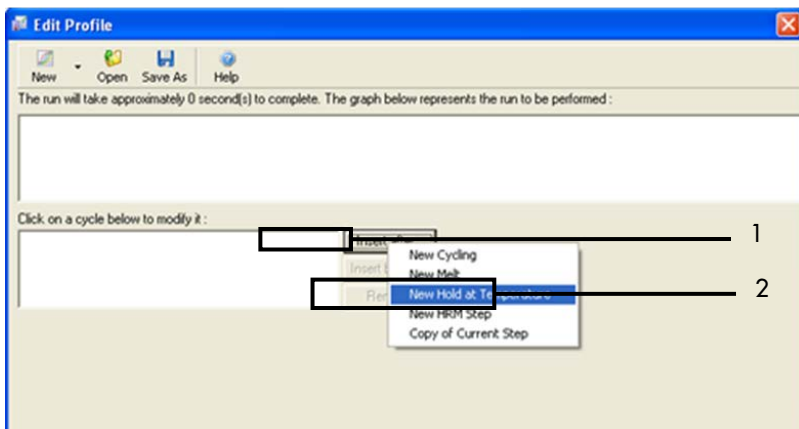 Edit Profile
New Open Save As Help
The run will take approximately 0 second(s) to complete. The graph below represents the run to be performed :
Click on a cycle below to modify it :
1
New Cycling
Insert
New Melt
New Hold at Temperature
2
New HRM Step
Copy of Current Step